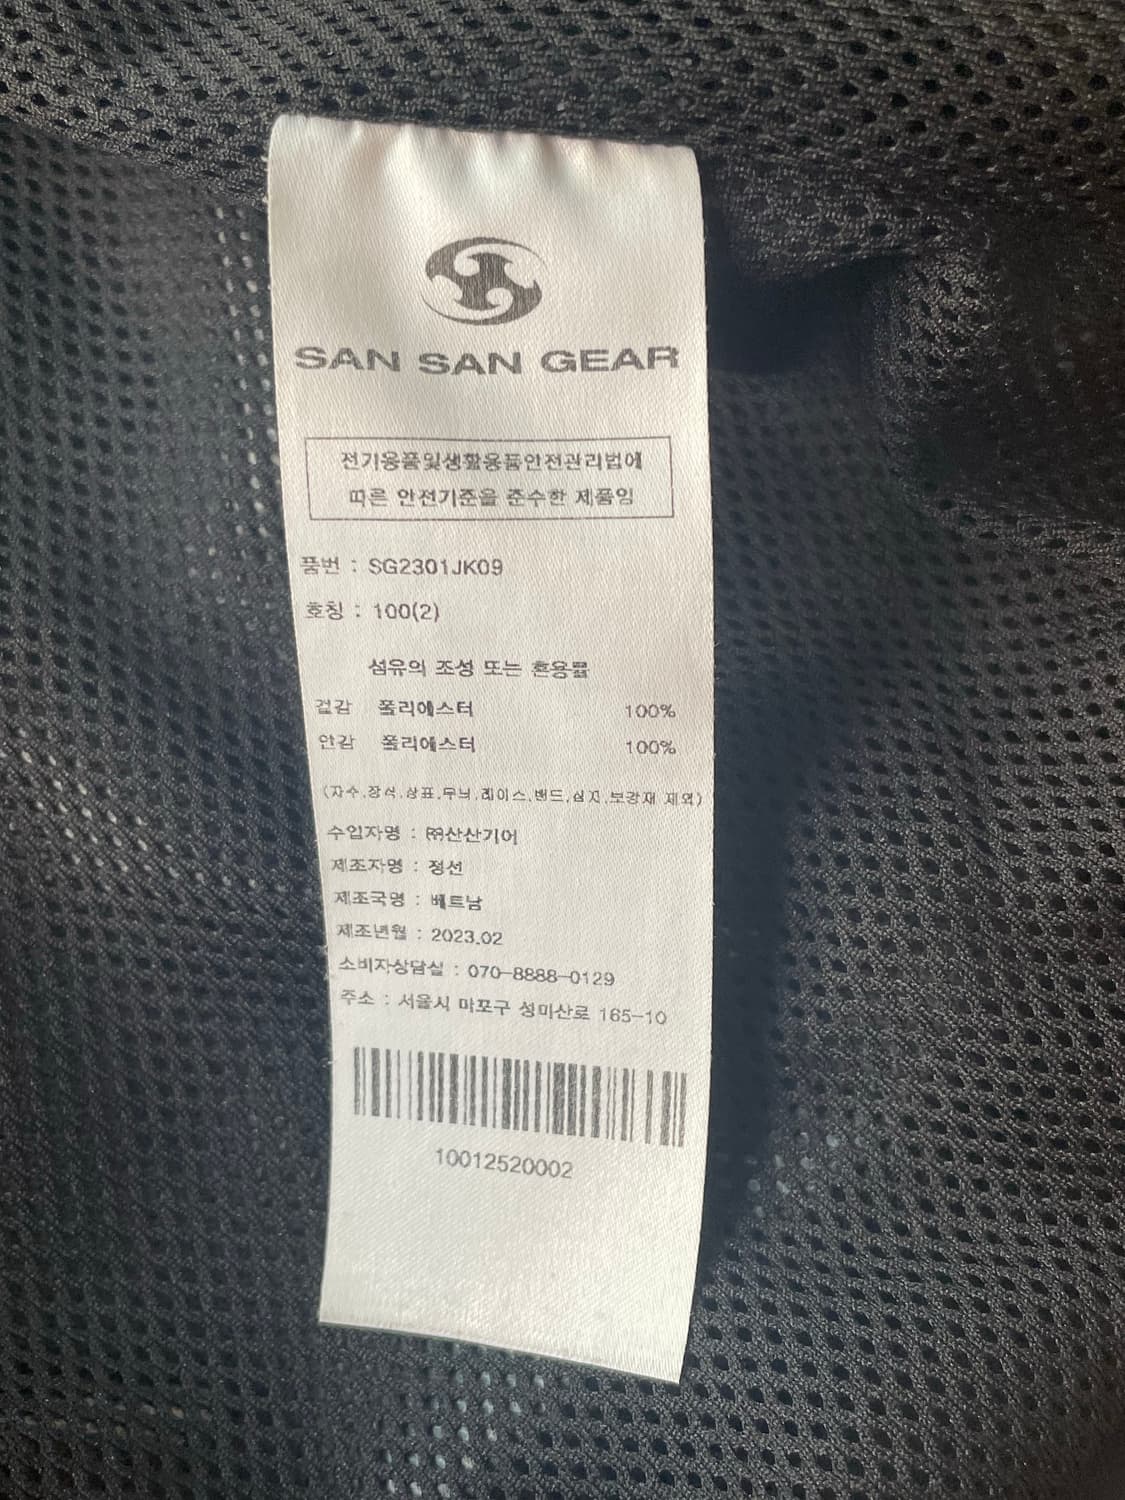 SAN SAN GEAR
전기용품및생활용품안전관리법에
따른 안전기준을 준수한 제품임
품번 : SG2301JK09
호칭 : 100(2)
섬유의 조성 또는 혼용률
겉감 폴리에스터 100%
안감 폴리에스터 100%
(자수,장식,상표,무늬,레이스,밴드,심지,보강재 제외)
수입자명 : ㈜산산기어
제조자명 : 정선
제조국명 : 베트남
제조년월 : 2023.02
소비자상담실 : 070-8888-0129
주소 : 서울시 마포구 성미산로 165-10
10012520002